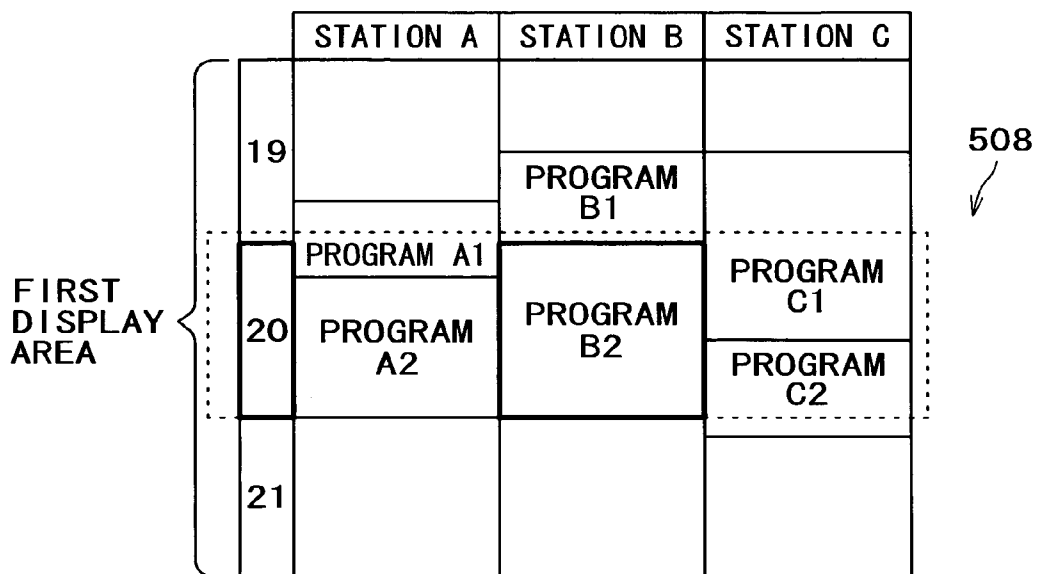 STATION A STATION B STATION C
19
PROGRAM
B1
508
PROGRAM A1
PROGRAM
C1
FIRST
DISPLAY
AREA
20
PROGRAM
A2
PROGRAM
B2
PROGRAM
C2
21